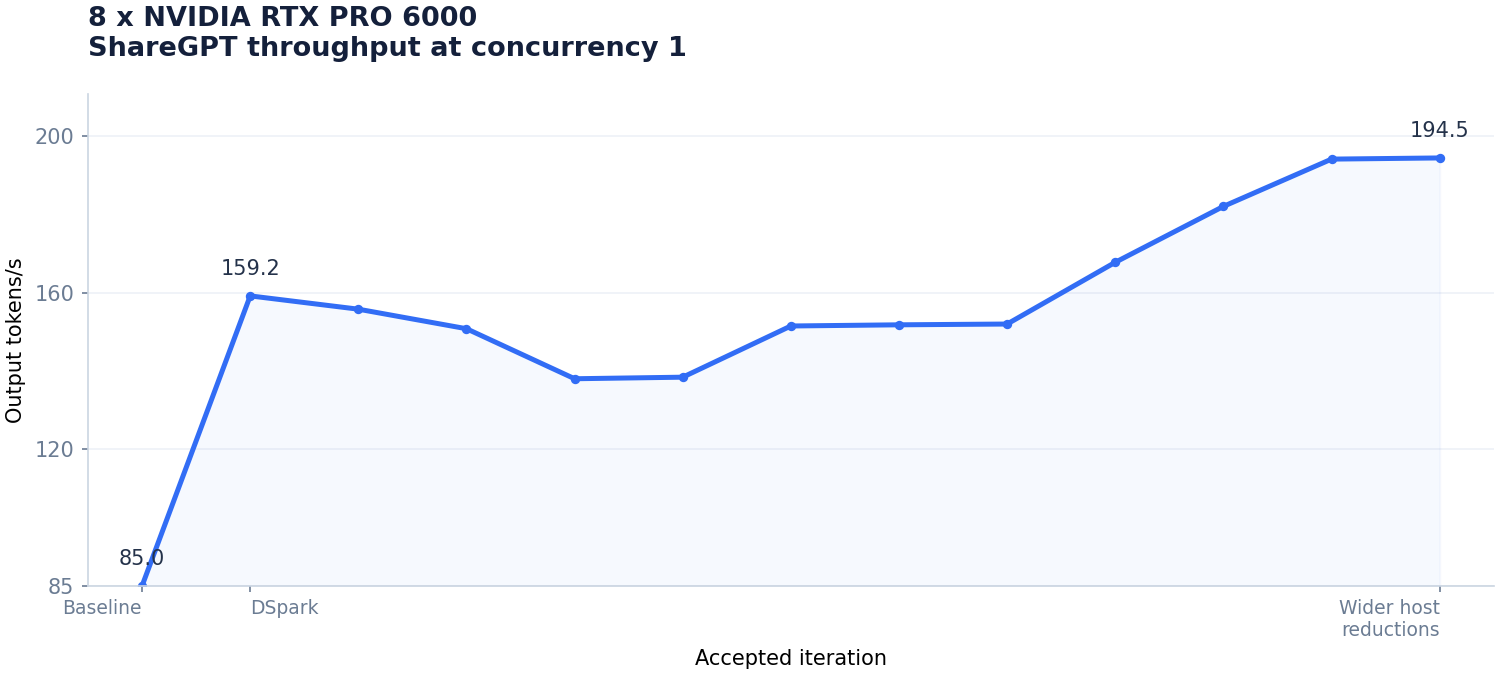 8 x NVIDIA RTX PRO 6000
ShareGPT throughput at concurrency 1
Output tokens/s
200
160
120
85
194.5
159.2
85.0
Baseline
DSpark
Wider host
reductions
Accepted iteration